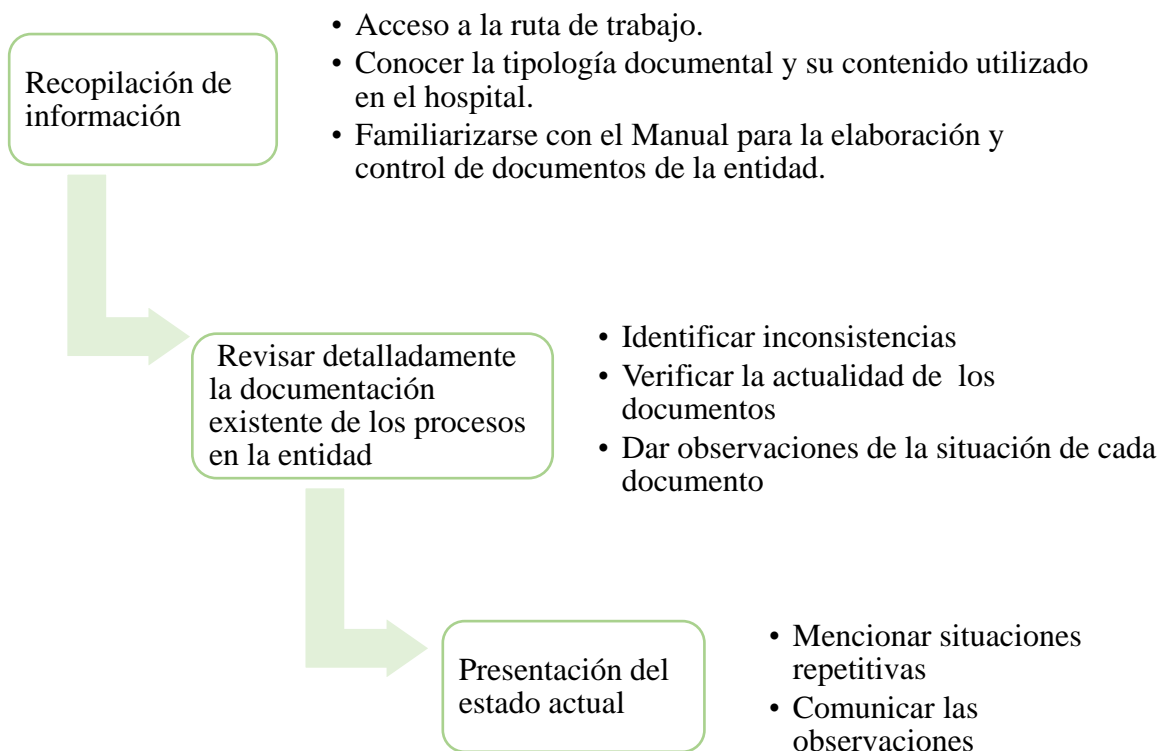 Recopilación de
información
• Acceso a la ruta de trabajo.
• Conocer la tipología documental y su contenido utilizado
en el hospital.
• Familiarizarse con el Manual para la elaboración y
control de documentos de la entidad.
Revisar detalladamente
la documentación
existente de los procesos
en la entidad
• Identificar inconsistencias
• Verificar la actualidad de los
documentos
• Dar observaciones de la situación de cada
documento
Presentación del
estado actual
• Mencionar situaciones
repetitivas
• Comunicar las
observaciones